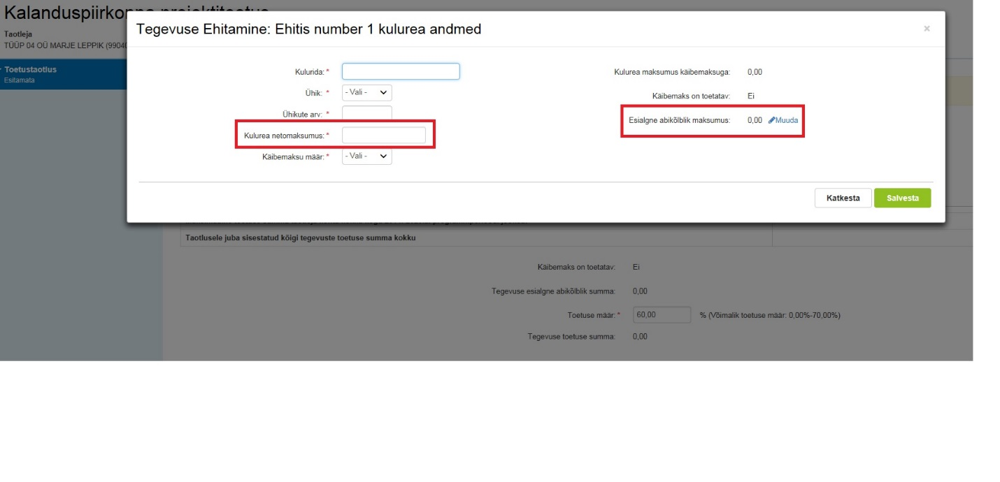 Kalanduspiirkonna projektitoetus
Taotleja
TÜÜP 04 OÜ MARJE LEPPIK (9904
Toetustaotlus
Esitamata
Tegevuse Ehitamine: Ehitis number 1 kulurea andmed
×
Kulurida: *
Ühik: * - Vali -
Ühikute arv: *
Kulurea netomaksumus: *
Käibemaksu määr: * - Vali -
Kulurea maksumus käibemaksuga: 0,00
Käibemaks on toetatav: Ei
Esialgne abikõlblik maksumus: 0,00 Muuda
Katkesta Salvesta
Taotlusele juba sisestatud kõigi tegevuste toetuse summa kokku
Käibemaks on toetatav: Ei
Tegevuse esialgne abikõlblik summa: 0,00
Toetuse määr: * 60,00 % (Võimalik toetuse määr: 0,00%-70,00%)
Tegevuse toetuse summa: 0,00